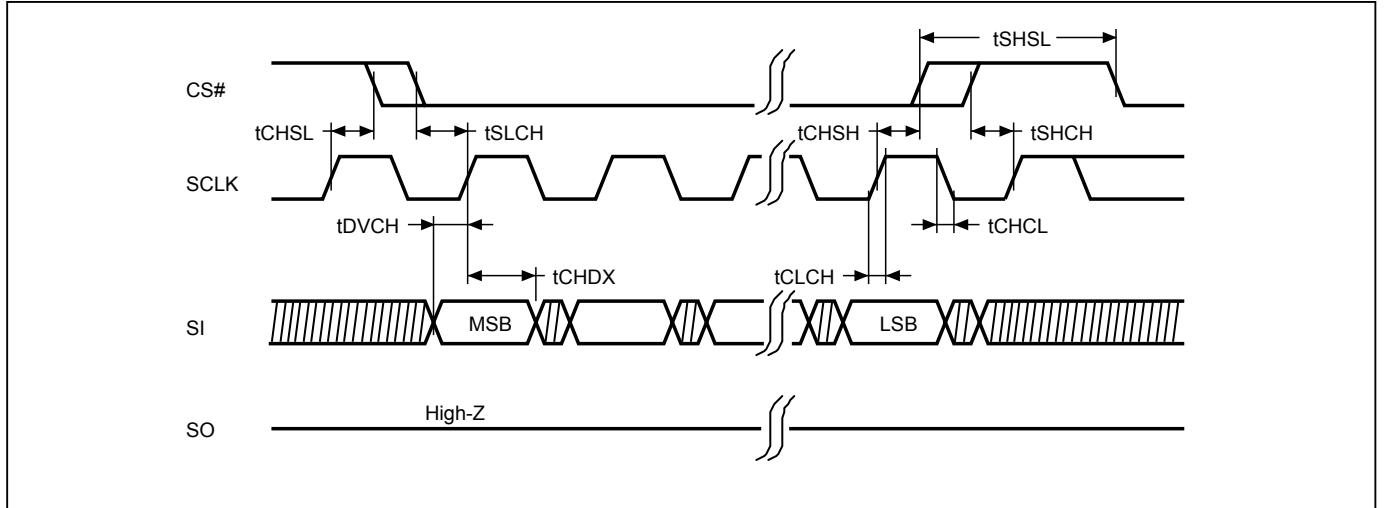 tSHSL
CS#
tCHSL
tSLCH
tCHSH
tSHCH
SCLK
tDVCH
tCHCL
tCHDX
tCLCH
SI
MSB
LSB
High-Z
SO